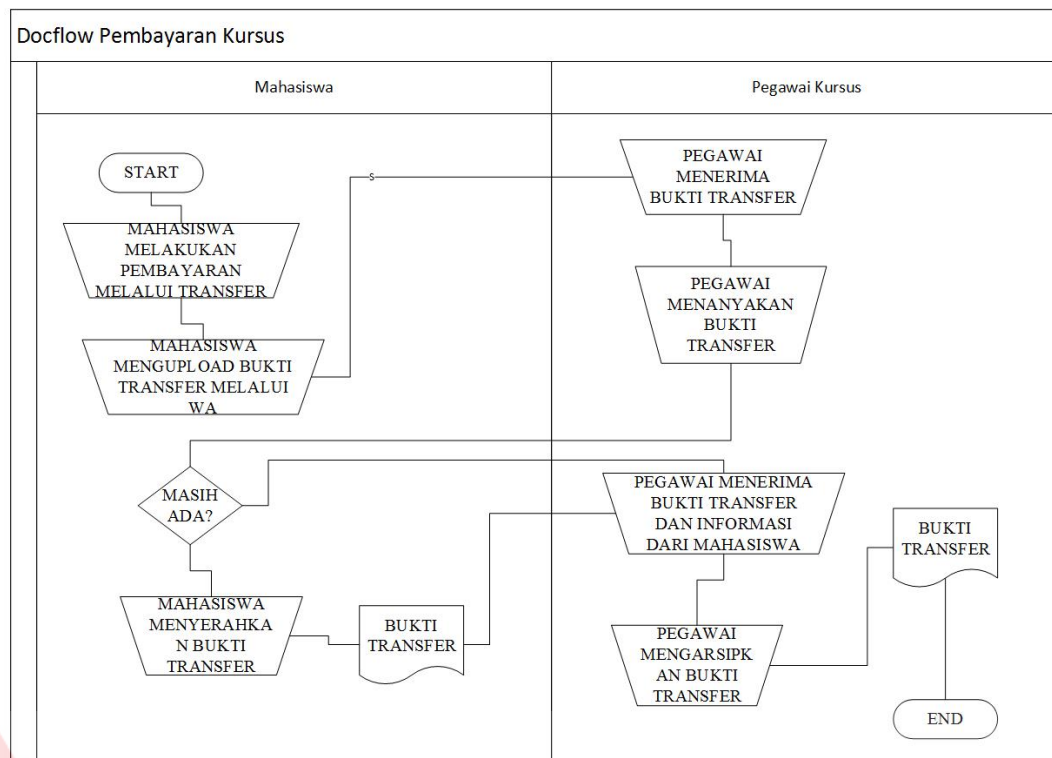 Docflow Pembayaran Kursus
Mahasiswa
Pegawai Kursus
START
MAHASISWA
MELAKUKAN
PEMBAYARAN
MELALUI TRANSFER
MAHASISWA
MENGUPLOAD BUKTI
TRANSFER MELALUI
WA
s
PEGAWAI
MENERIMA
BUKTI TRANSFER
PEGAWAI
MENANYAKAN
BUKTI
TRANSFER
MASIH
ADA?
MAHASISWA
MENYERAHKA
N BUKTI
TRANSFER
BUKTI
TRANSFER
PEGAWAI MENERIMA
BUKTI TRANSFER
DAN INFORMASI
DARI MAHASISWA
PEGAWAI
MENGARSIPK
AN BUKTI
TRANSFER
BUKTI
TRANSFER
END